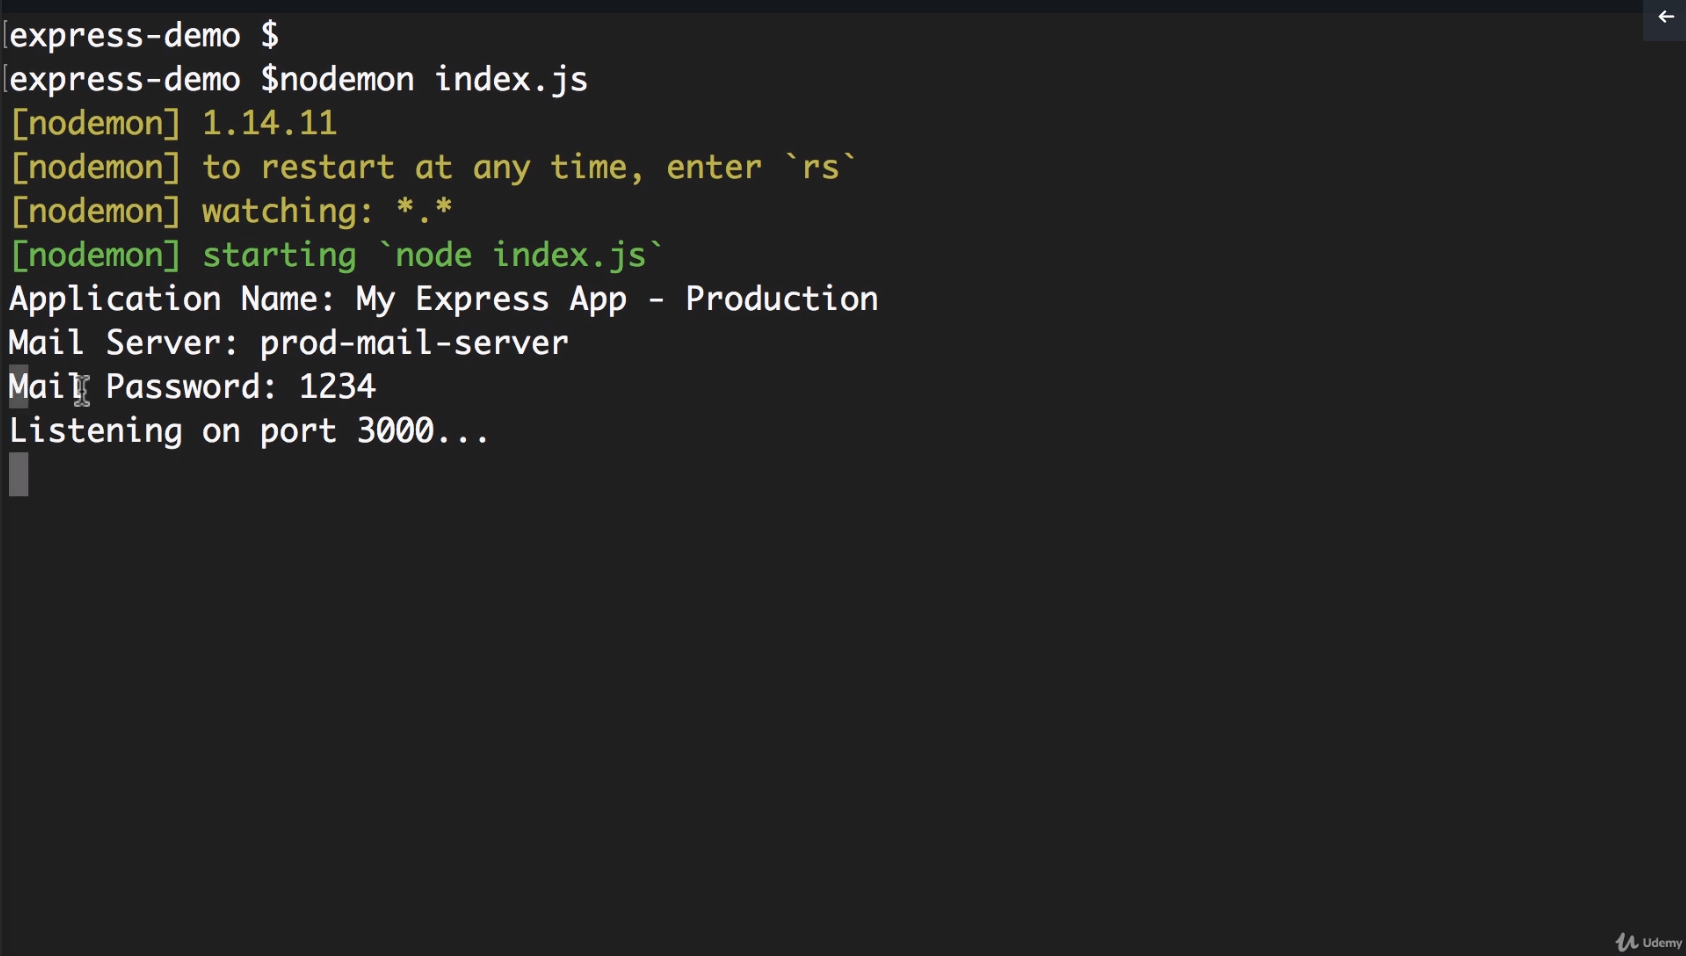 express-demo $
express-demo $nodemon index.js
[nodemon] 1.14.11
[nodemon] to restart at any time, enter `rs`
[nodemon] watching: *.*
[nodemon] starting `node index.js`
Application Name: My Express App - Production
Mail Server: prod-mail-server
Mail Password: 1234
Listening on port 3000...
Udemy